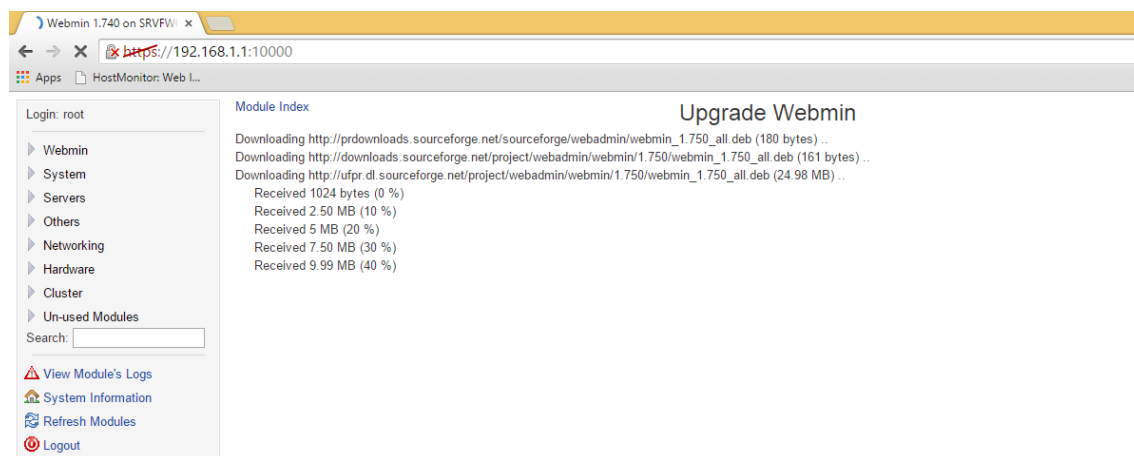 Webmin 1.740 on SRVFW
https://192.168.1.1:10000
Apps HostMonitor: Web I...
Login: root
Webmin
System
Servers
Others
Networking
Hardware
Cluster
Un-used Modules
Search:
View Module's Logs
System Information
Refresh Modules
Logout
Module Index
Upgrade Webmin
Downloading http://prdownloads.sourceforge.net/sourceforge/webadmin/webmin_1.750_all.deb (180 bytes) ..
Downloading http://downloads.sourceforge.net/project/webadmin/webmin/1.750/webmin_1.750_all.deb (161 bytes) ..
Downloading http://ufpr.dl.sourceforge.net/project/webadmin/webmin/1.750/webmin_1.750_all.deb (24.98 MB) ..
Received 1024 bytes (0 %)
Received 2.50 MB (10 %)
Received 5 MB (20 %)
Received 7.50 MB (30 %)
Received 9.99 MB (40 %)